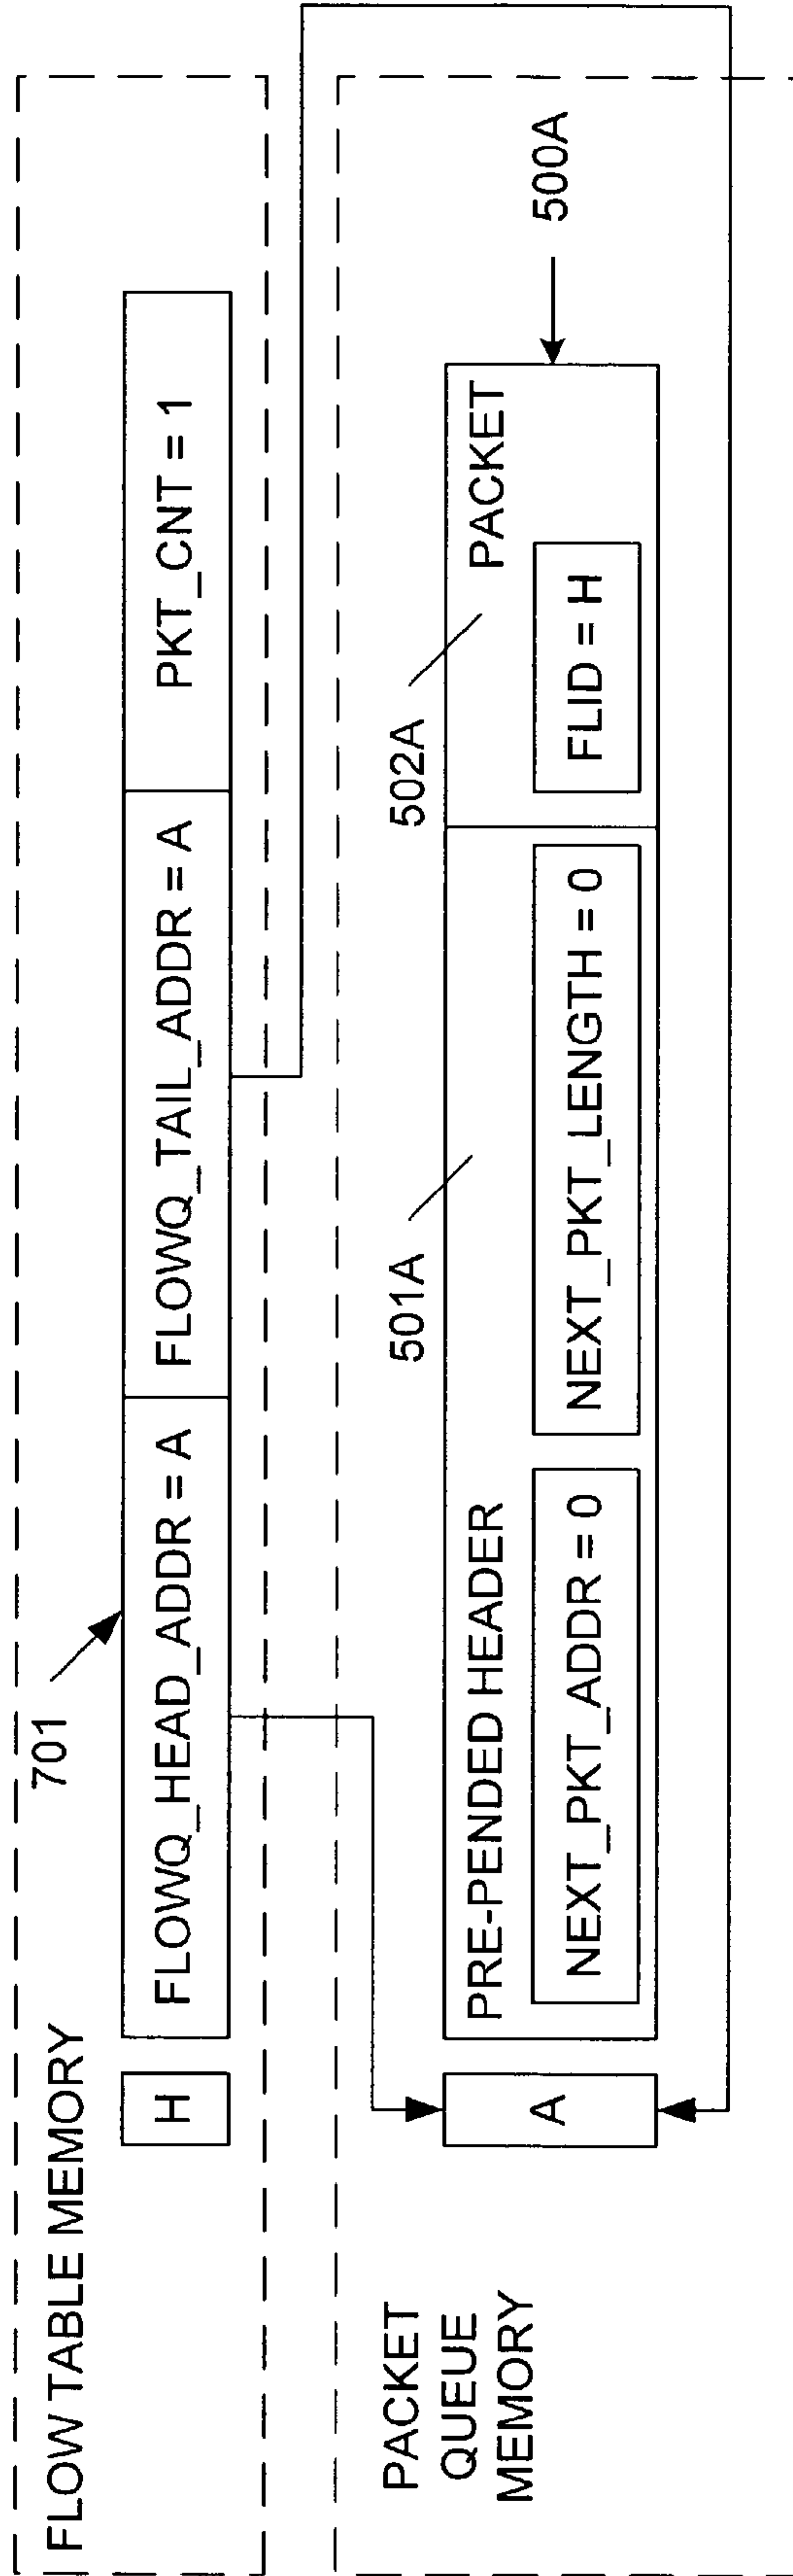 FLOW TABLE MEMORY
701
H
FLOWQ_HEAD_ADDR = A
FLOWQ_TAIL_ADDR = A
PKT_CNT = 1
PACKET
QUEUE
MEMORY
501A
502A
500A
A
PRE-PENDED HEADER
PACKET
NEXT_PKT_ADDR = 0
NEXT_PKT_LENGTH = 0
FLID = H